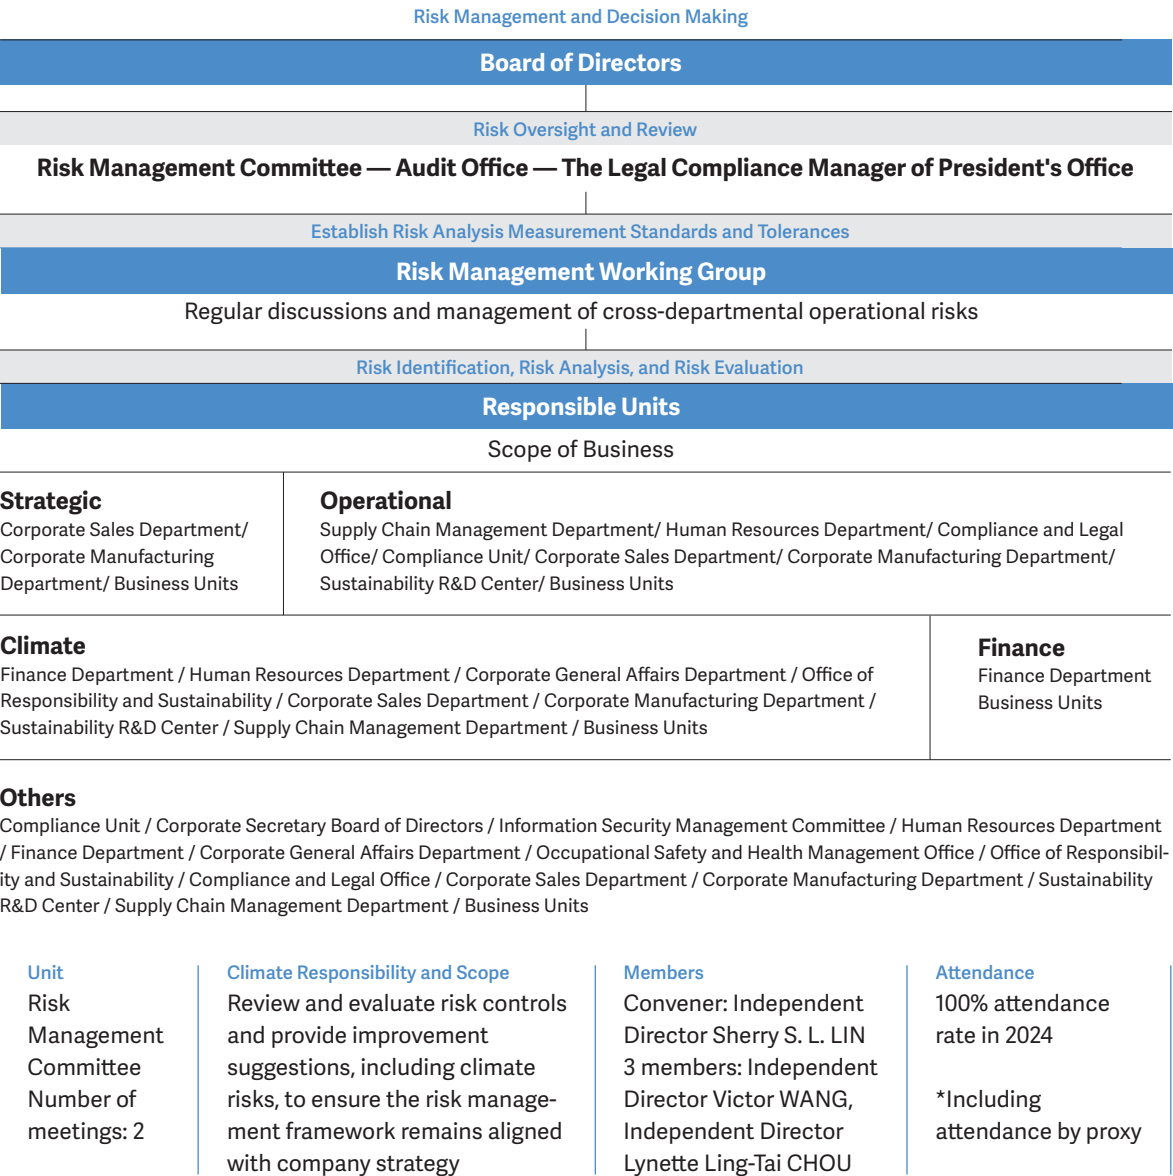 Risk Management and Decision Making
Board of Directors
Risk Oversight and Review
Risk Management Committee — Audit Office — The Legal Compliance Manager of President's Office
Establish Risk Analysis Measurement Standards and Tolerances
Risk Management Working Group
Regular discussions and management of cross-departmental operational risks
Risk Identification, Risk Analysis, and Risk Evaluation
Responsible Units
Scope of Business
Strategic
Corporate Sales Department/
Corporate Manufacturing
Department/ Business Units
Operational
Supply Chain Management Department/ Human Resources Department/ Compliance and Legal
Office/ Compliance Unit/ Corporate Sales Department/ Corporate Manufacturing Department/
Sustainability R&D Center/ Business Units
Climate
Finance Department / Human Resources Department / Corporate General Affairs Department / Office of
Responsibility and Sustainability / Corporate Sales Department / Corporate Manufacturing Department /
Sustainability R&D Center / Supply Chain Management Department / Business Units
Finance
Finance Department
Business Units
Others
Compliance Unit / Corporate Secretary Board of Directors / Information Security Management Committee / Human Resources Department
/ Finance Department / Corporate General Affairs Department / Occupational Safety and Health Management Office / Office of Responsibil-
ity and Sustainability / Compliance and Legal Office / Corporate Sales Department / Corporate Manufacturing Department / Sustainability
R&D Center / Supply Chain Management Department / Business Units
Unit
Risk
Management
Committee
Number of
meetings: 2
Climate Responsibility and Scope
Review and evaluate risk controls
and provide improvement
suggestions, including climate
risks, to ensure the risk manage-
ment framework remains aligned
with company strategy
Members
Convener: Independent
Director Sherry S. L. LIN
3 members: Independent
Director Victor WANG,
Independent Director
Lynette Ling-Tai CHOU
Attendance
100% attendance
rate in 2024
*Including
attendance by proxy